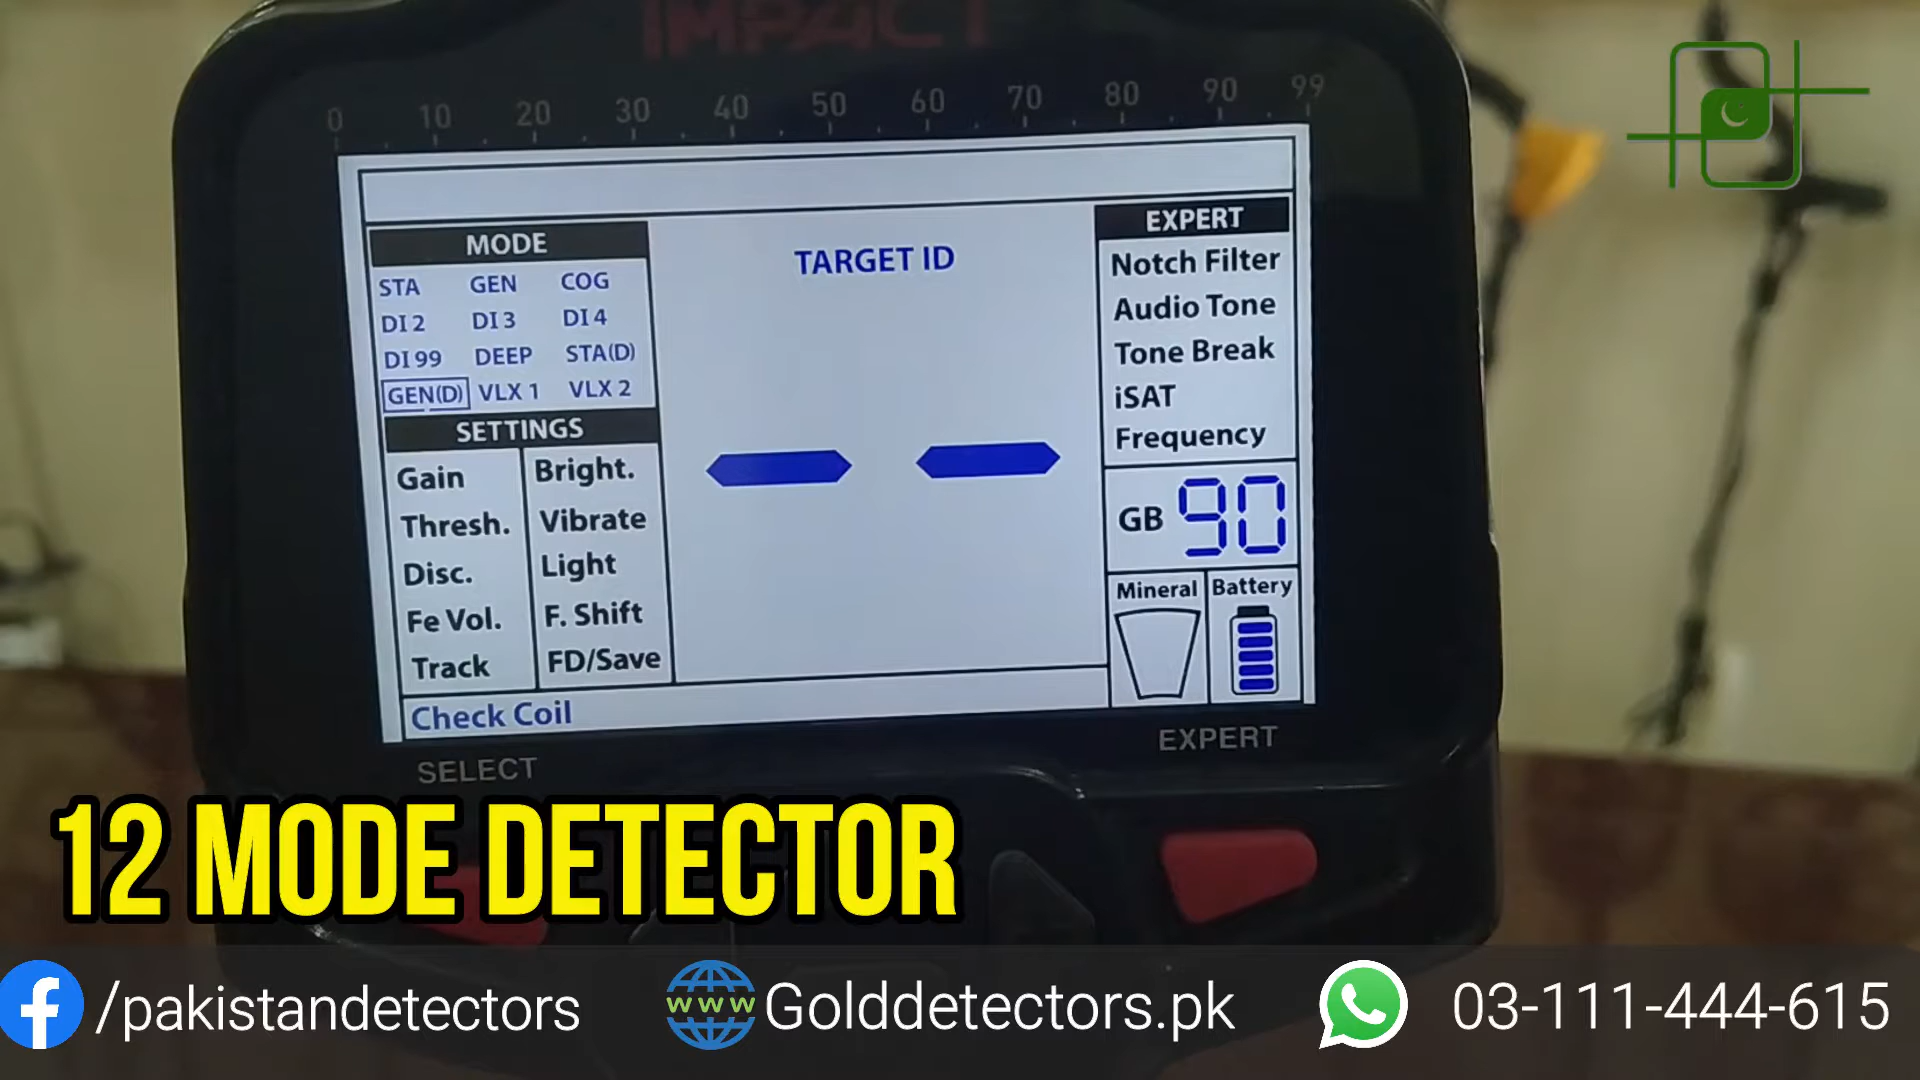 IMPACT
0 10 20 30 40 50 60 70 80 90 99
MODE
STA GEN COG
DI 2 DI 3 DI 4
DI 99 DEEP STA(D)
GEN(D) VLX 1 VLX 2
SETTINGS
Gain Bright.
Thresh. Vibrate
Disc. Light
Fe Vol. F. Shift
Track FD/Save
Check Coil
TARGET ID
EXPERT
Notch Filter
Audio Tone
Tone Break
iSAT
Frequency
GB 90
Mineral Battery
SELECT
EXPERT
12 MODE DETECTOR
/pakistandetectors
www Golddetectors.pk
03-111-444-615